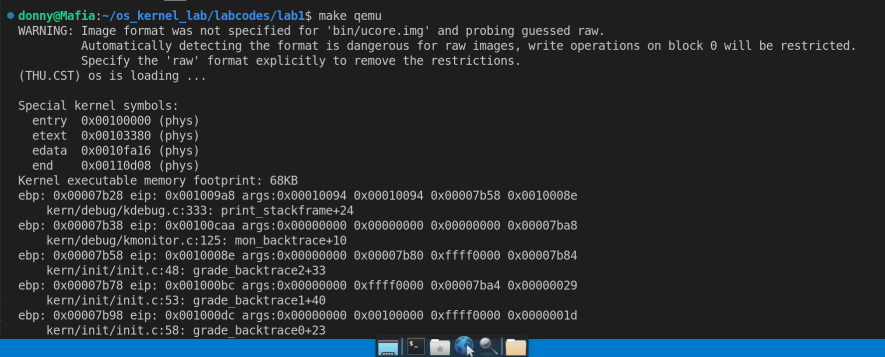 donny@Mafia:~/os_kernel_lab/labcodes/lab1$ make qemu
WARNING: Image format was not specified for 'bin/ucore.img' and probing guessed raw.
         Automatically detecting the format is dangerous for raw images, write operations on block 0 will be restricted.
         Specify the 'raw' format explicitly to remove the restrictions.
(THU.CST) os is loading ...

Special kernel symbols:
  entry  0x00100000 (phys)
  etext  0x00103380 (phys)
  edata  0x0010fa16 (phys)
  end    0x00110d08 (phys)
Kernel executable memory footprint: 68KB
ebp: 0x00007b28 eip: 0x001009a8 args:0x00010094 0x00010094 0x00007b58 0x0010008e
    kern/debug/kdebug.c:333: print_stackframe+24
ebp: 0x00007b38 eip: 0x00100caa args:0x00000000 0x00000000 0x00000000 0x00007ba8
    kern/debug/kmonitor.c:125: mon_backtrace+10
ebp: 0x00007b58 eip: 0x0010008e args:0x00000000 0x00007b80 0xffff0000 0x00007b84
    kern/init/init.c:48: grade_backtrace2+33
ebp: 0x00007b78 eip: 0x001000bc args:0x00000000 0xffff0000 0x00007ba4 0x00000029
    kern/init/init.c:53: grade_backtrace1+40
ebp: 0x00007b98 eip: 0x001000dc args:0x00000000 0x00100000 0xffff0000 0x0000001d
    kern/init/init.c:58: grade_backtrace0+23